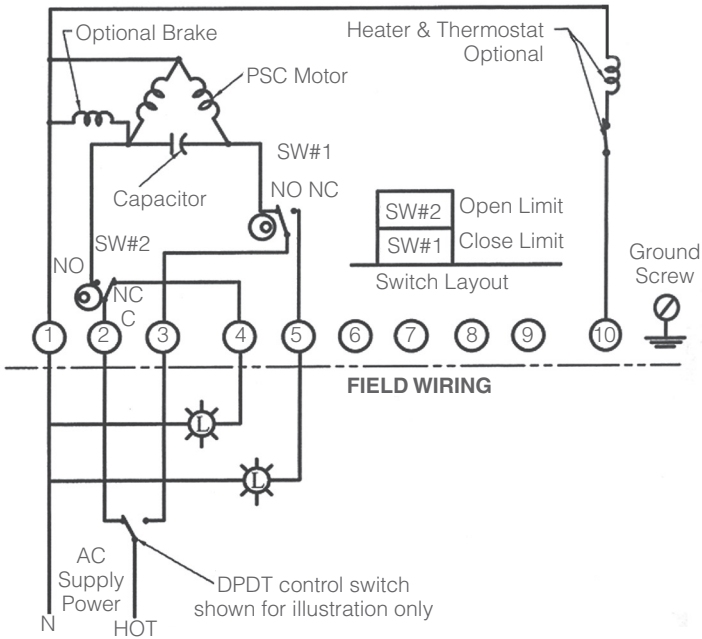 Optional Brake
Heater & Thermostat
Optional
PSC Motor
SW#1
Capacitor
NO NC
SW#2
Open Limit
SW#2
NO
SW#1
Close Limit
Ground
Screw
NC
Switch Layout
C
1
2
3
4
5
6
7
8
9
10
FIELD WIRING
L
L
AC
Supply
Power
DPDT control switch
shown for illustration only
N
HOT